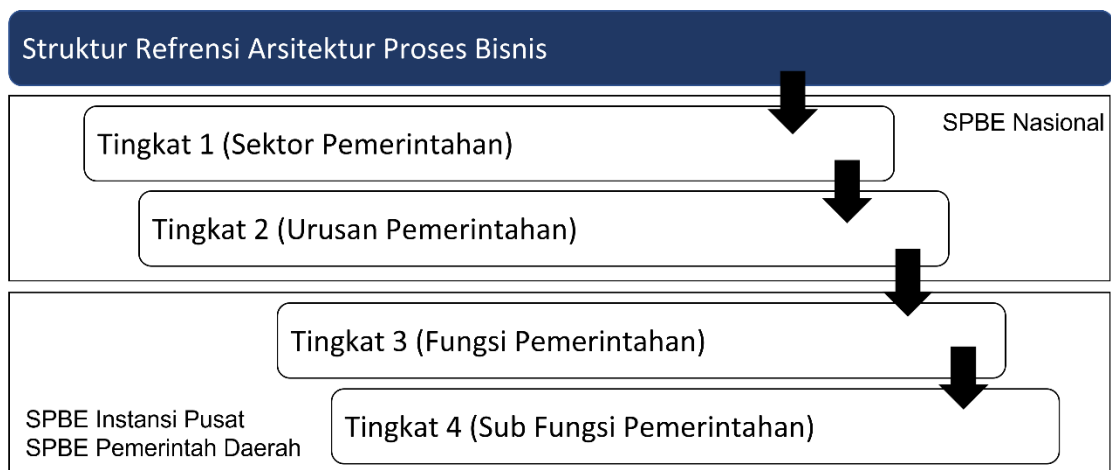 Struktur Refrensi Arsitektur Proses Bisnis
SPBE Nasional
Tingkat 1 (Sektor Pemerintahan)
Tingkat 2 (Urusan Pemerintahan)
Tingkat 3 (Fungsi Pemerintahan)
SPBE Instansi Pusat
SPBE Pemerintah Daerah
Tingkat 4 (Sub Fungsi Pemerintahan)